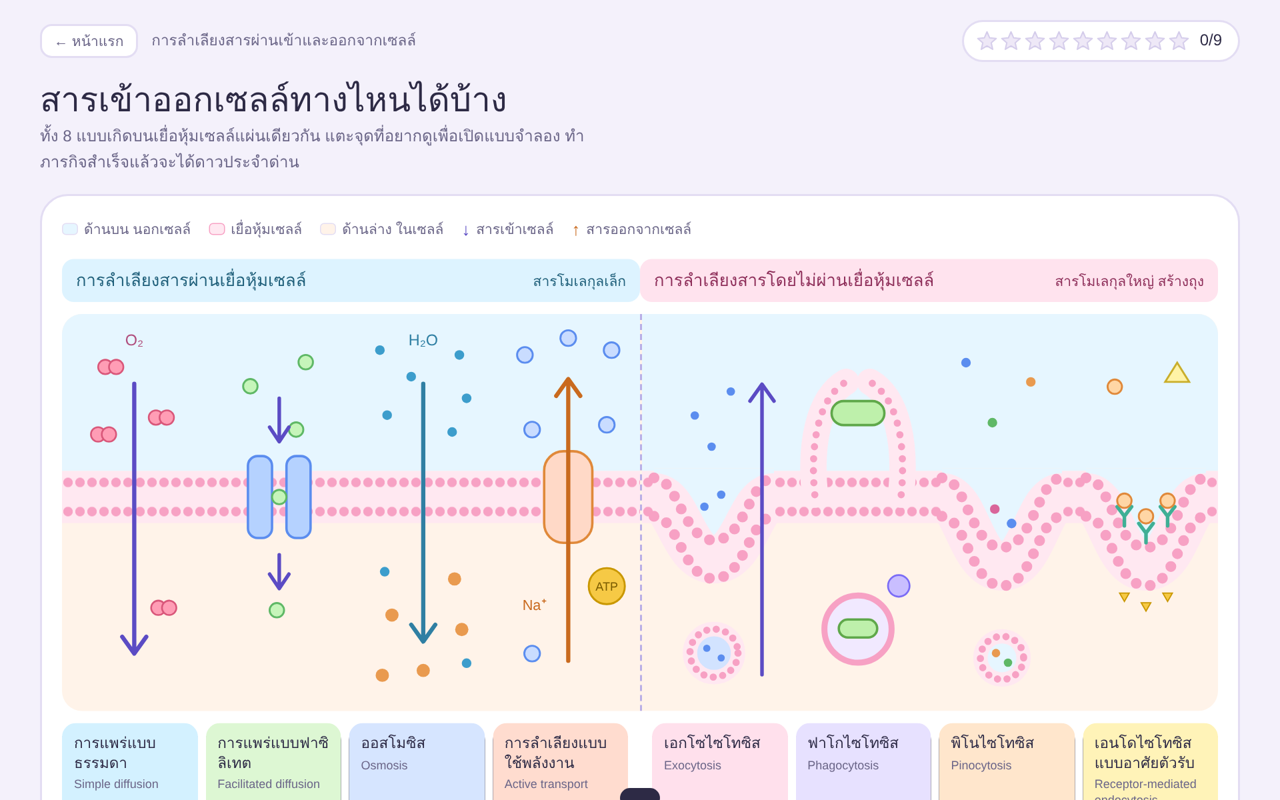 ← หน้าแรก
การลำเลียงสารผ่านเข้าและออกจากเซลล์
0/9
สารเข้าออกเซลล์ทางไหนได้บ้าง
ทั้ง 8 แบบเกิดบนเยื่อหุ้มเซลล์แผ่นเดียวกัน แตะจุดที่อยากดูเพื่อเปิดแบบจำลอง ทำ
ภารกิจสำเร็จแล้วจะได้ดาวประจำด่าน
ด้านบน นอกเซลล์
เยื่อหุ้มเซลล์
ด้านล่าง ในเซลล์
↓ สารเข้าเซลล์
↑ สารออกจากเซลล์
การลำเลียงสารผ่านเยื่อหุ้มเซลล์
สารโมเลกุลเล็ก
การลำเลียงสารโดยไม่ผ่านเยื่อหุ้มเซลล์
สารโมเลกุลใหญ่ สร้างถุง
O₂
H₂O
Na⁺
ATP
การแพร่แบบ
ธรรมดา
Simple diffusion
การแพร่แบบฟาซิ
ลิเทต
Facilitated diffusion
ออสโมซิส
Osmosis
การลำเลียงแบบ
ใช้พลังงาน
Active transport
เอกโซไซโทซิส
Exocytosis
ฟาโกไซโทซิส
Phagocytosis
พิโนไซโทซิส
Pinocytosis
เอนโดไซโทซิส
แบบอาศัยตัวรับ
Receptor-mediated
endocytosis